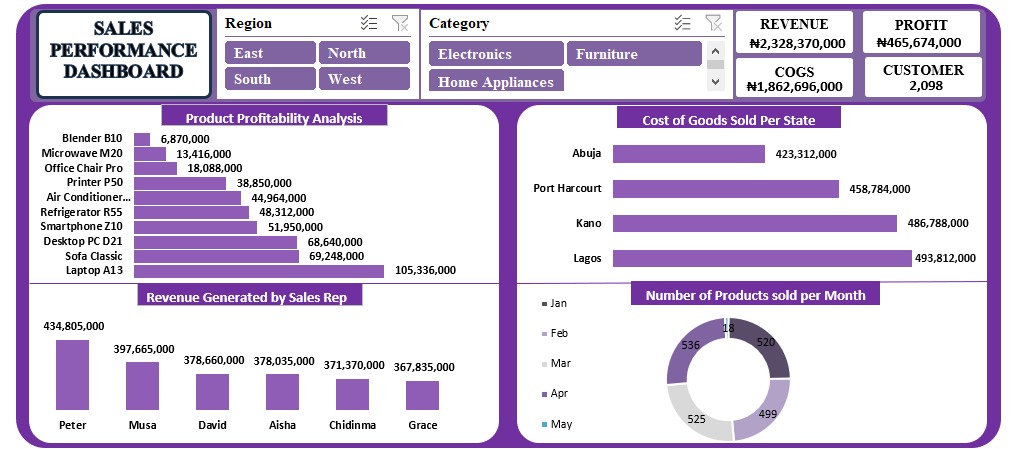 SALES
PERFORMANCE
DASHBOARD
Region
East
North
South
West
Category
Electronics
Furniture
Home Appliances
REVENUE
₦2,328,370,000
PROFIT
₦465,674,000
COGS
₦1,862,696,000
CUSTOMER
2,098
Product Profitability Analysis
Blender B10 6,870,000
Microwave M20 13,416,000
Office Chair Pro 18,088,000
Printer P50 38,850,000
Air Conditioner... 44,964,000
Refrigerator R55 48,312,000
Smartphone Z10 51,950,000
Desktop PC D21 68,640,000
Sofa Classic 69,248,000
Laptop A13 105,336,000
Cost of Goods Sold Per State
Abuja 423,312,000
Port Harcourt 458,784,000
Kano 486,788,000
Lagos 493,812,000
Revenue Generated by Sales Rep
434,805,000
397,665,000
378,660,000
378,035,000
371,370,000
367,835,000
Peter
Musa
David
Aisha
Chidinma
Grace
Number of Products sold per Month
Jan
Feb
Mar
Apr
May
18
520
536
499
525